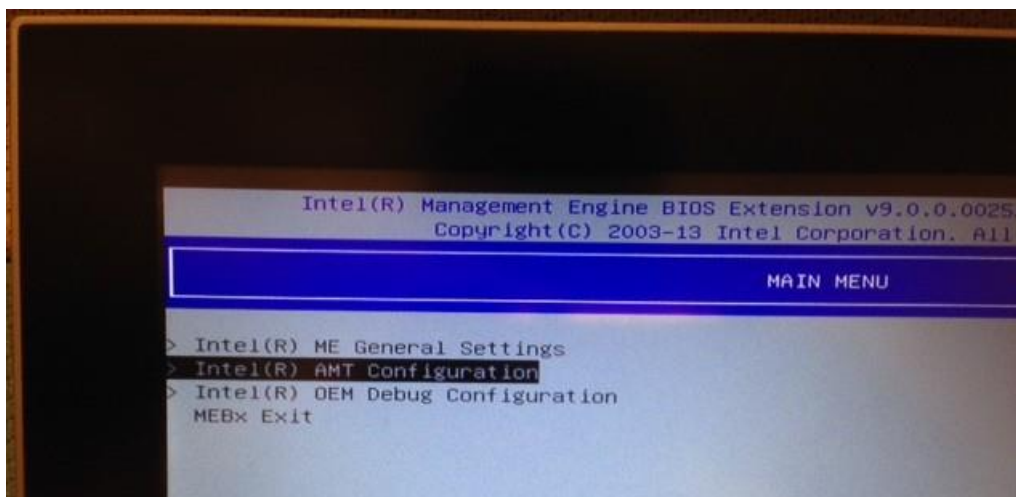 Intel(R) Management Engine BIOS Extension v9.0.0.0025
Copyright(C) 2003-13 Intel Corporation. All
MAIN MENU
> Intel(R) ME General Settings
> Intel(R) AMT Configuration
> Intel(R) OEM Debug Configuration
MEBx Exit